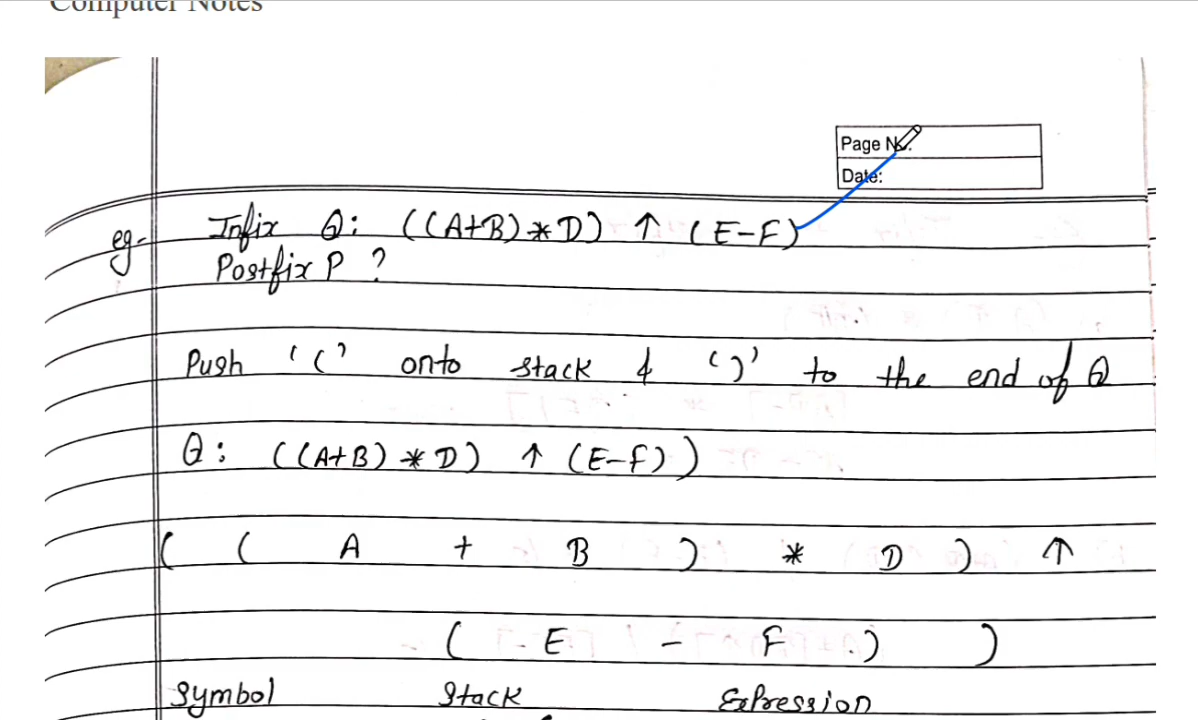 Computer Notes
Page No.:
Date:
eg- Infix Q: ((A+B)*D) ↑ (E-F)
Postfix P ?
Push '(' onto stack & ')' to the end of Q
Q: ((A+B)*D) ↑ (E-F))
( ( A + B ) * D ) ↑
( E - F ) )
Symbol Stack Expression